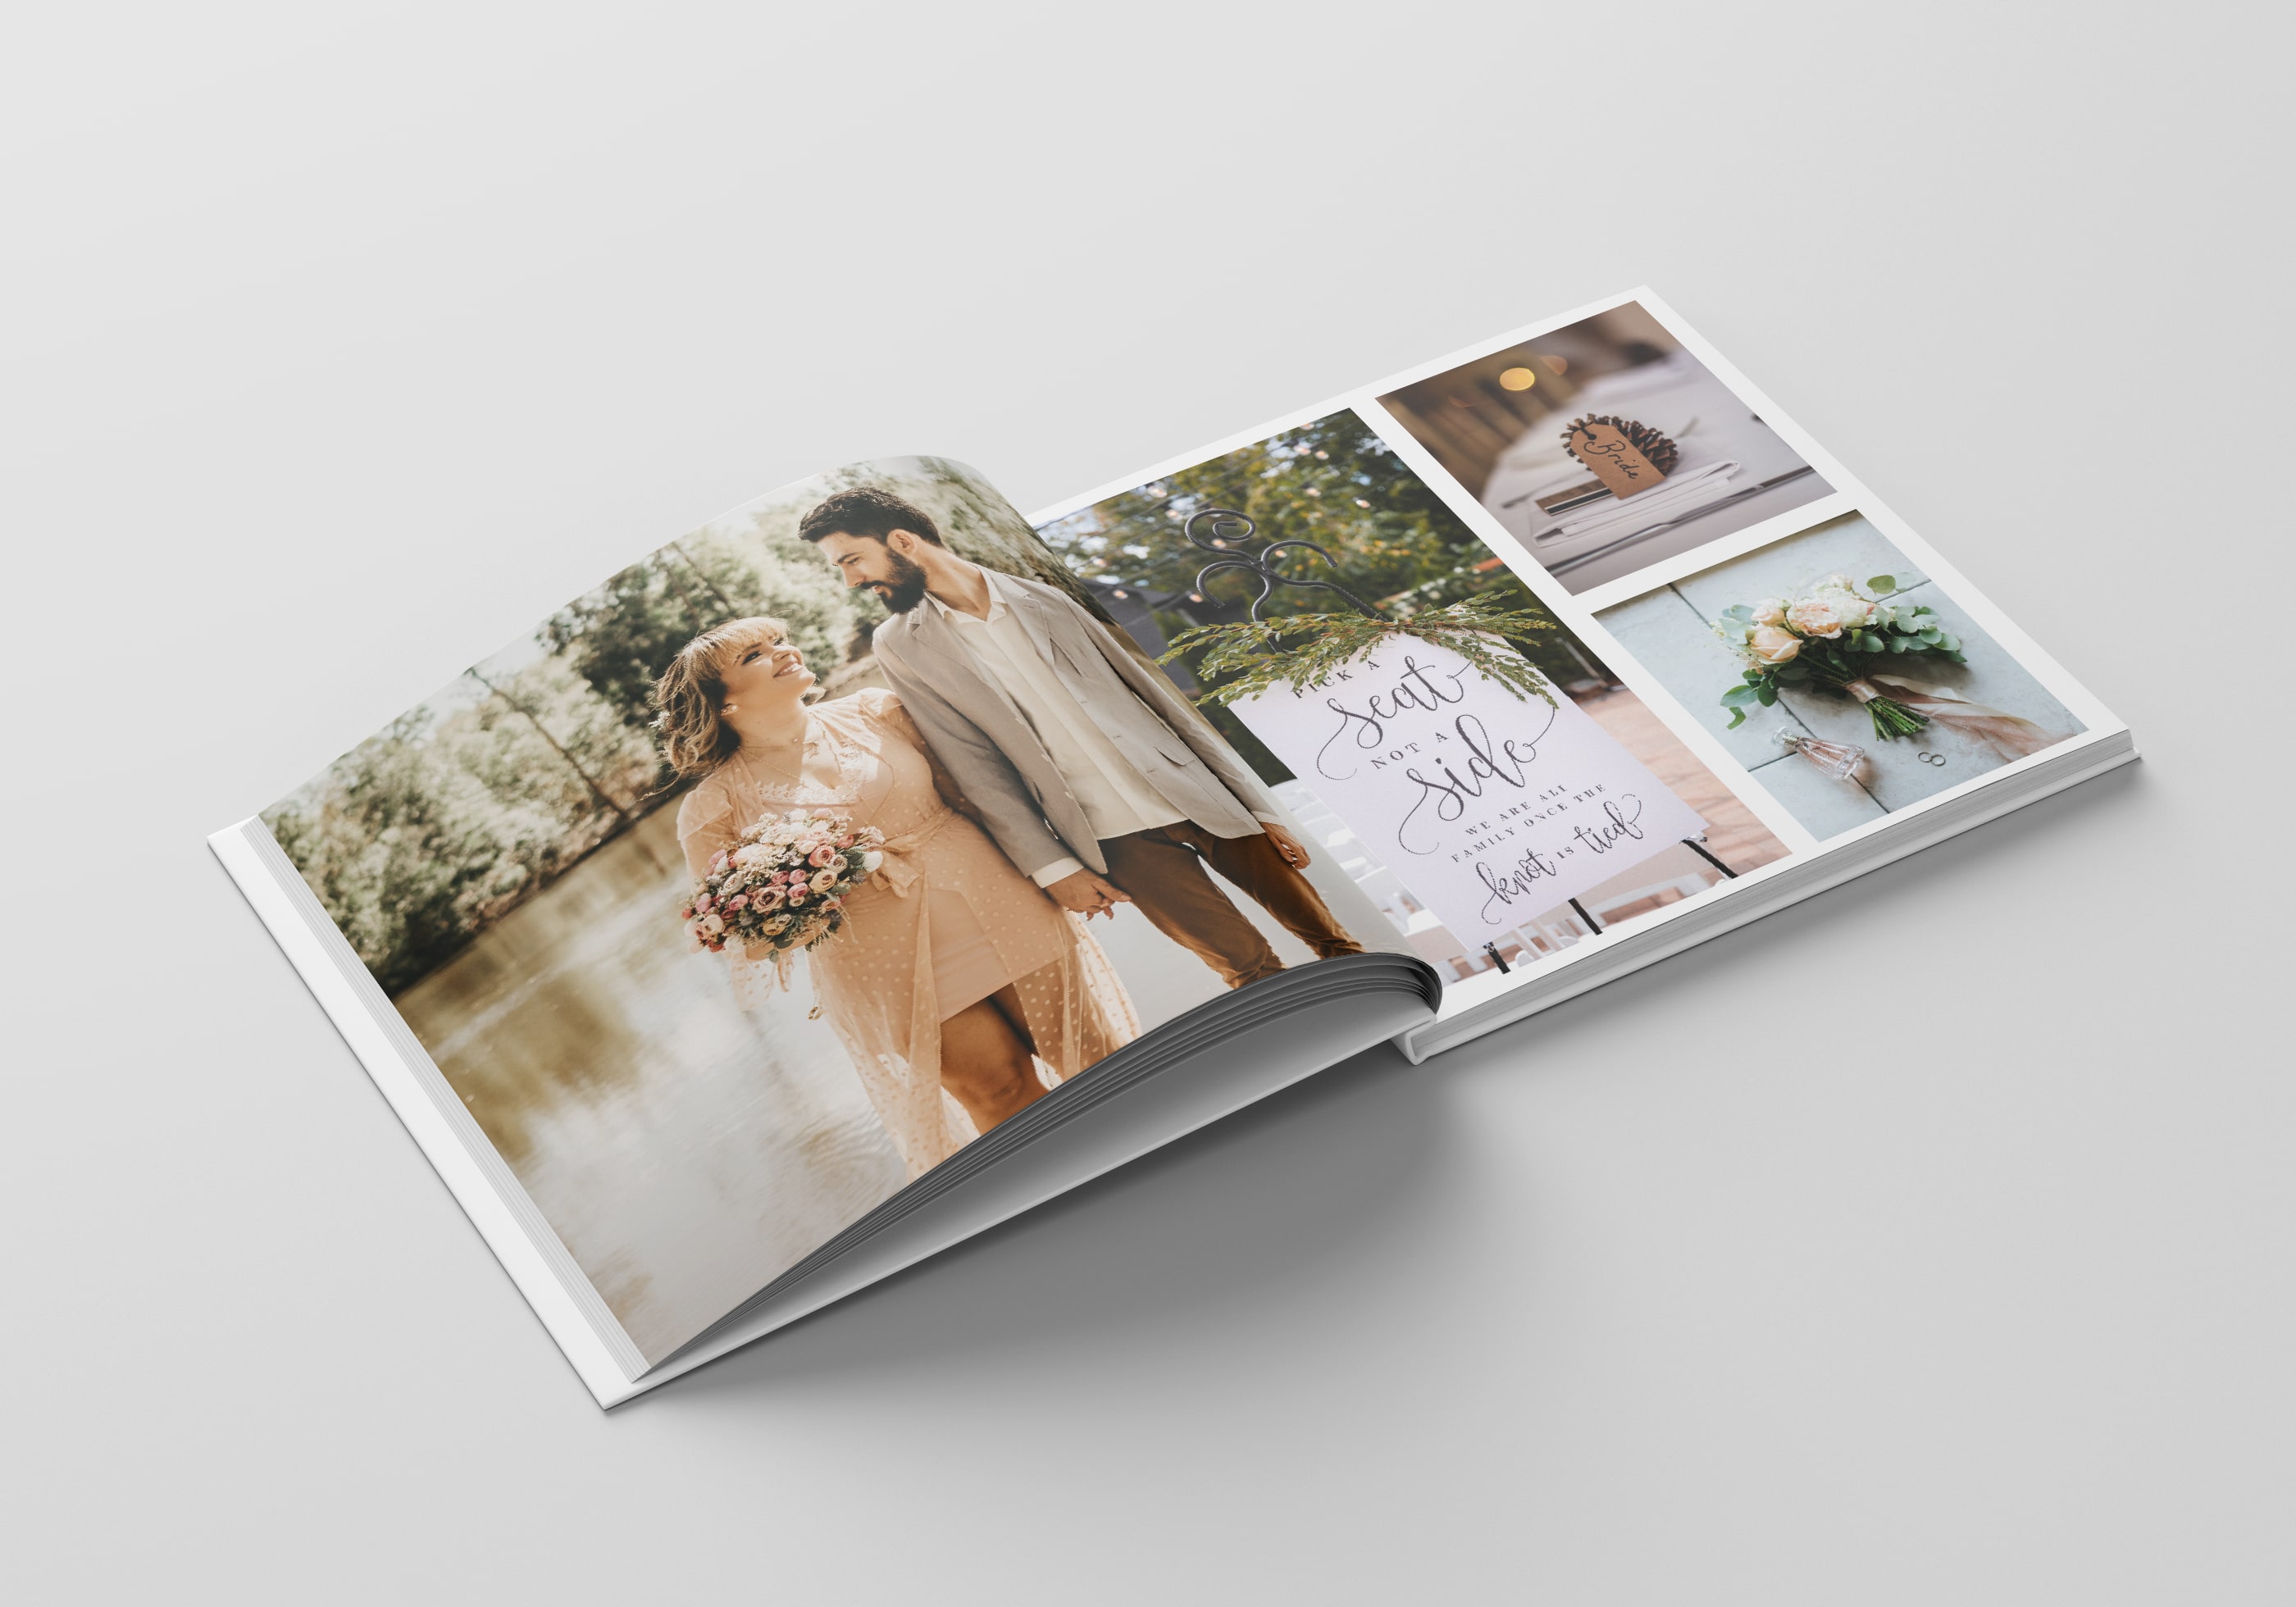 PICK A
seat
NOT A
side
WE ARE ALL
FAMILY ONCE THE
knot IS tied
Bride